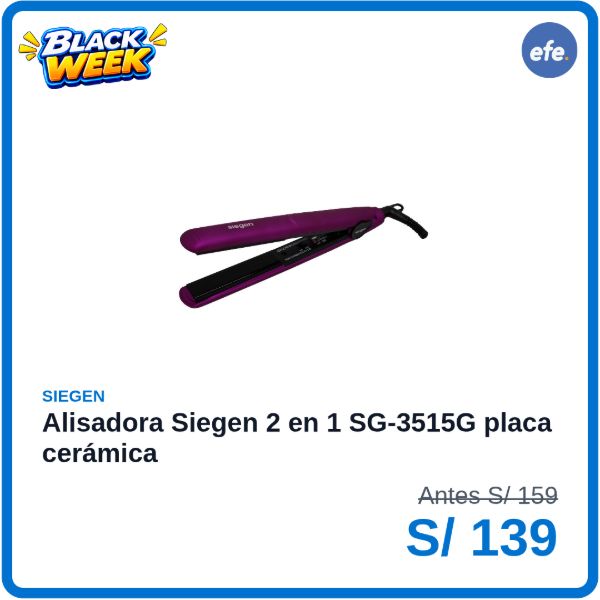 BLACK
WEEK
efe.
siegen
SIEGEN
Alisadora Siegen 2 en 1 SG-3515G placa
cerámica
Antes S/ 159
S/ 139